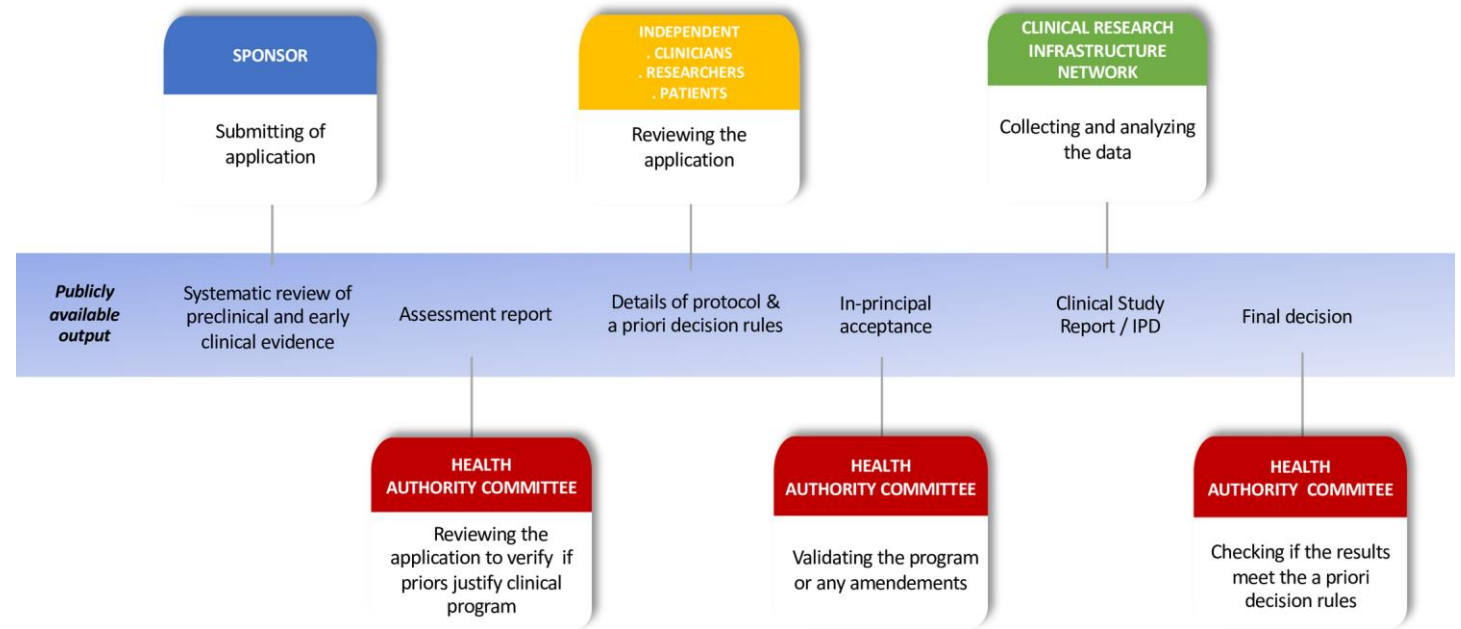 SPONSOR
Submitting of
application
INDEPENDENT
. CLINICIANS
. RESEARCHERS
. PATIENTS
Reviewing the
application
CLINICAL RESEARCH
INFRASTRUCTURE
NETWORK
Collecting and analyzing
the data
Publicly
available
output
Systematic review of
preclinical and early
clinical evidence
Assessment report
Details of protocol &
a priori decision rules
In-principal
acceptance
Clinical Study
Report / IPD
Final decision
HEALTH
AUTHORITY COMMITTEE
Reviewing the
application to verify if
priors justify clinical
program
HEALTH
AUTHORITY COMMITTEE
Validating the program
or any amendements
HEALTH
AUTHORITY COMMITEE
Checking if the results
meet the a priori
decision rules